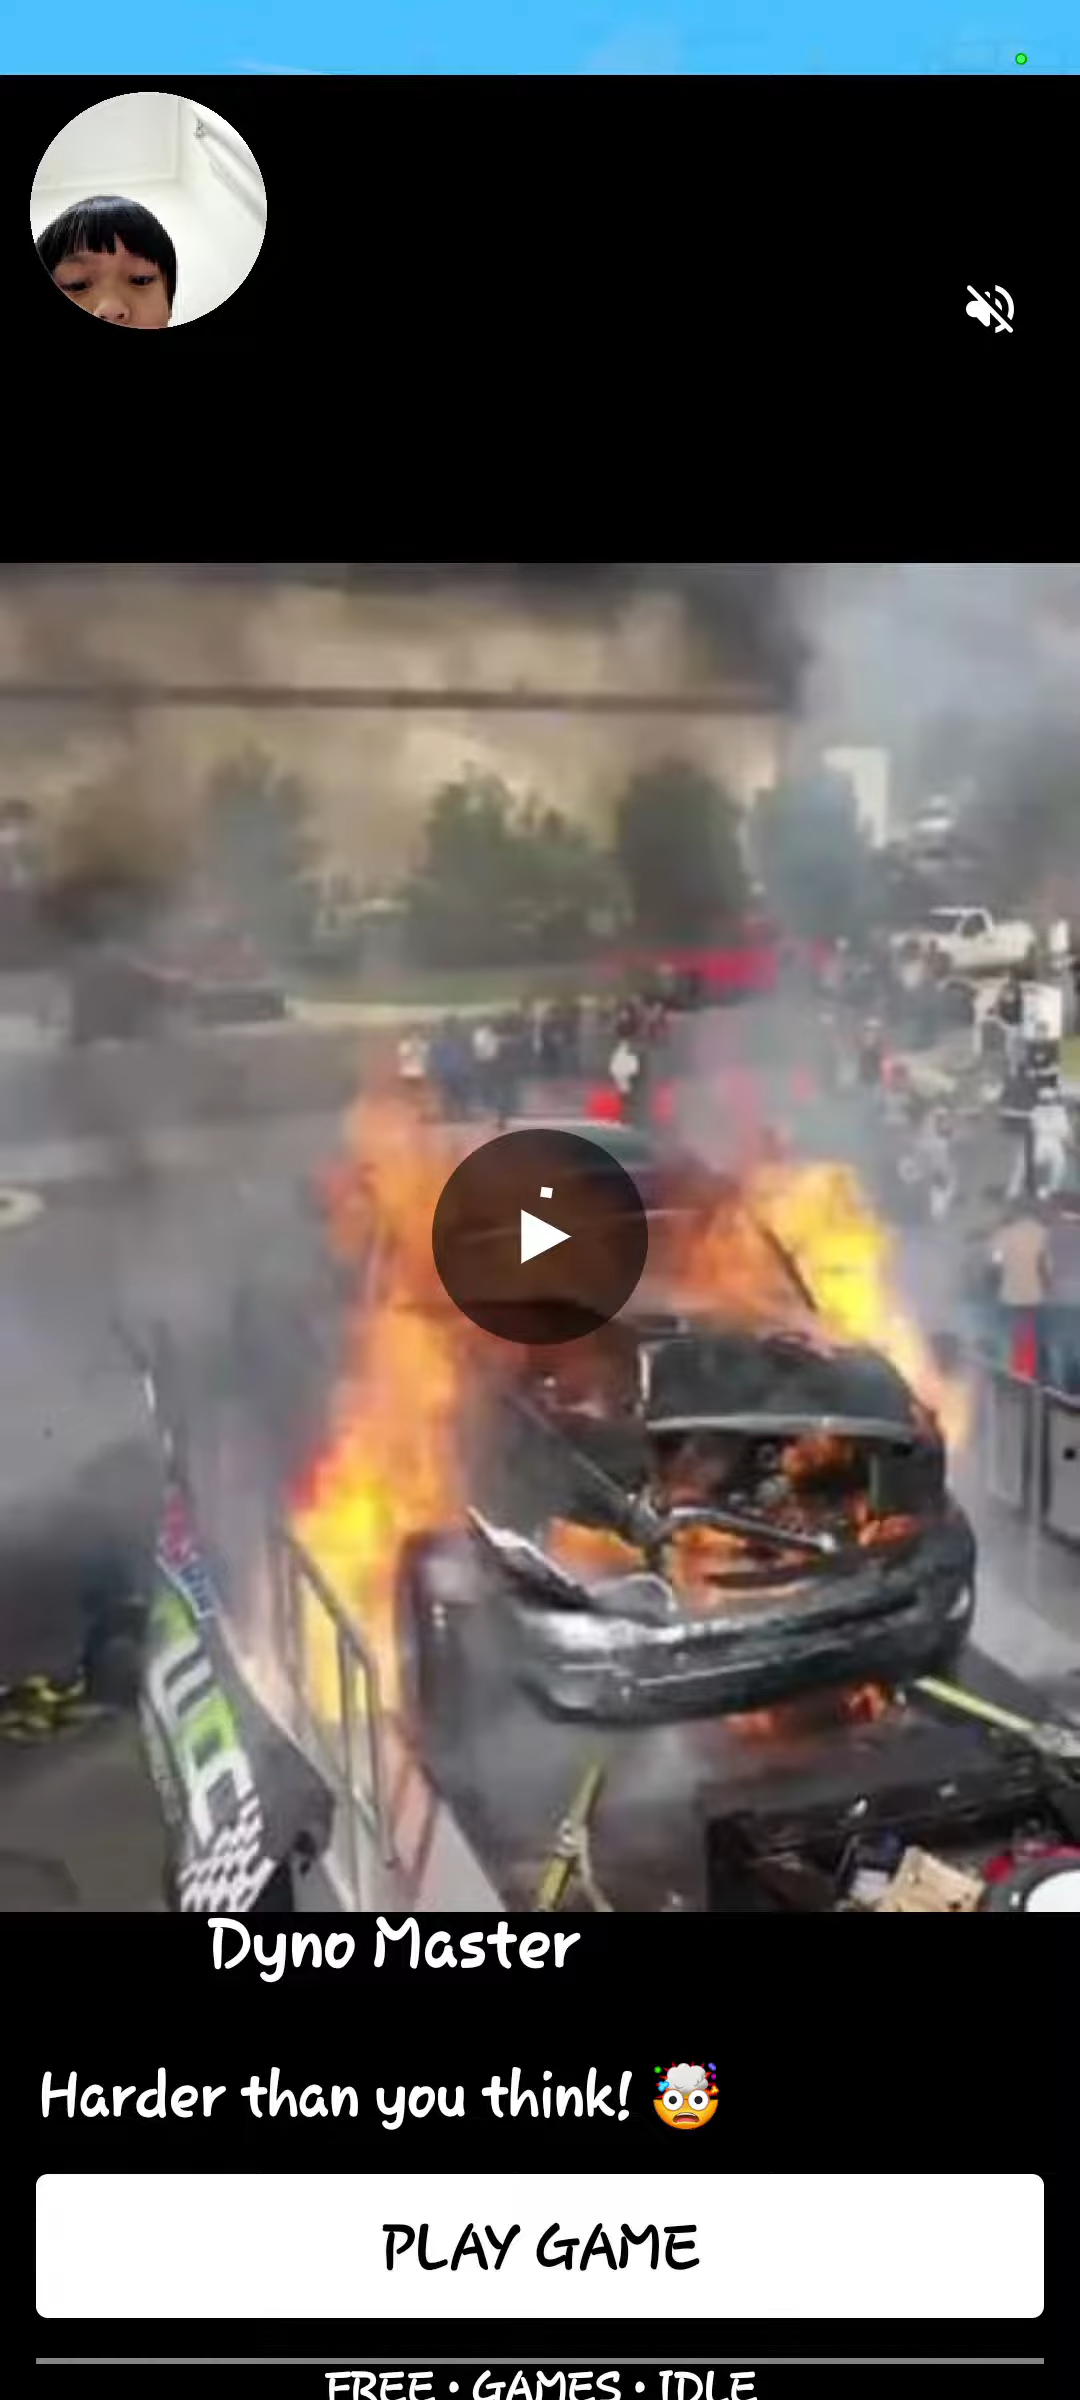 Dyno Master
Harder than you think! 🤯
PLAY GAME
FREE • GAMES • IDLE